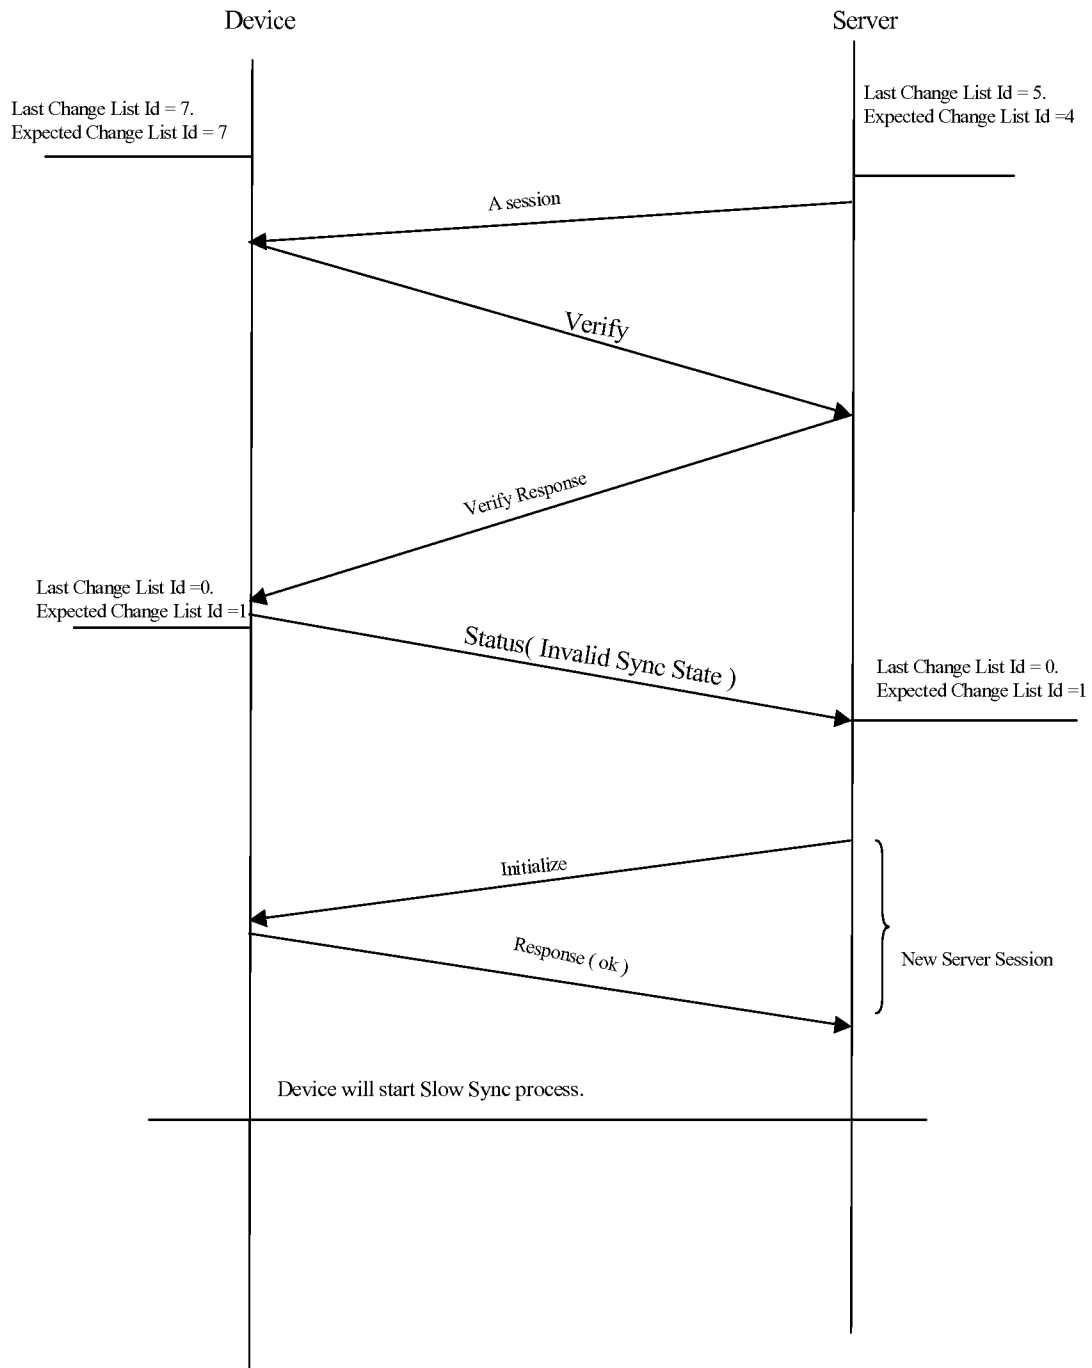 Device
Server
Last Change List Id = 7.
Expected Change List Id = 7
Last Change List Id = 5.
Expected Change List Id =4
A session
Verify
Verify Response
Last Change List Id =0.
Expected Change List Id =1
Status( Invalid Sync State )
Last Change List Id = 0.
Expected Change List Id =1
Initialize
Response ( ok )
New Server Session
Device will start Slow Sync process.